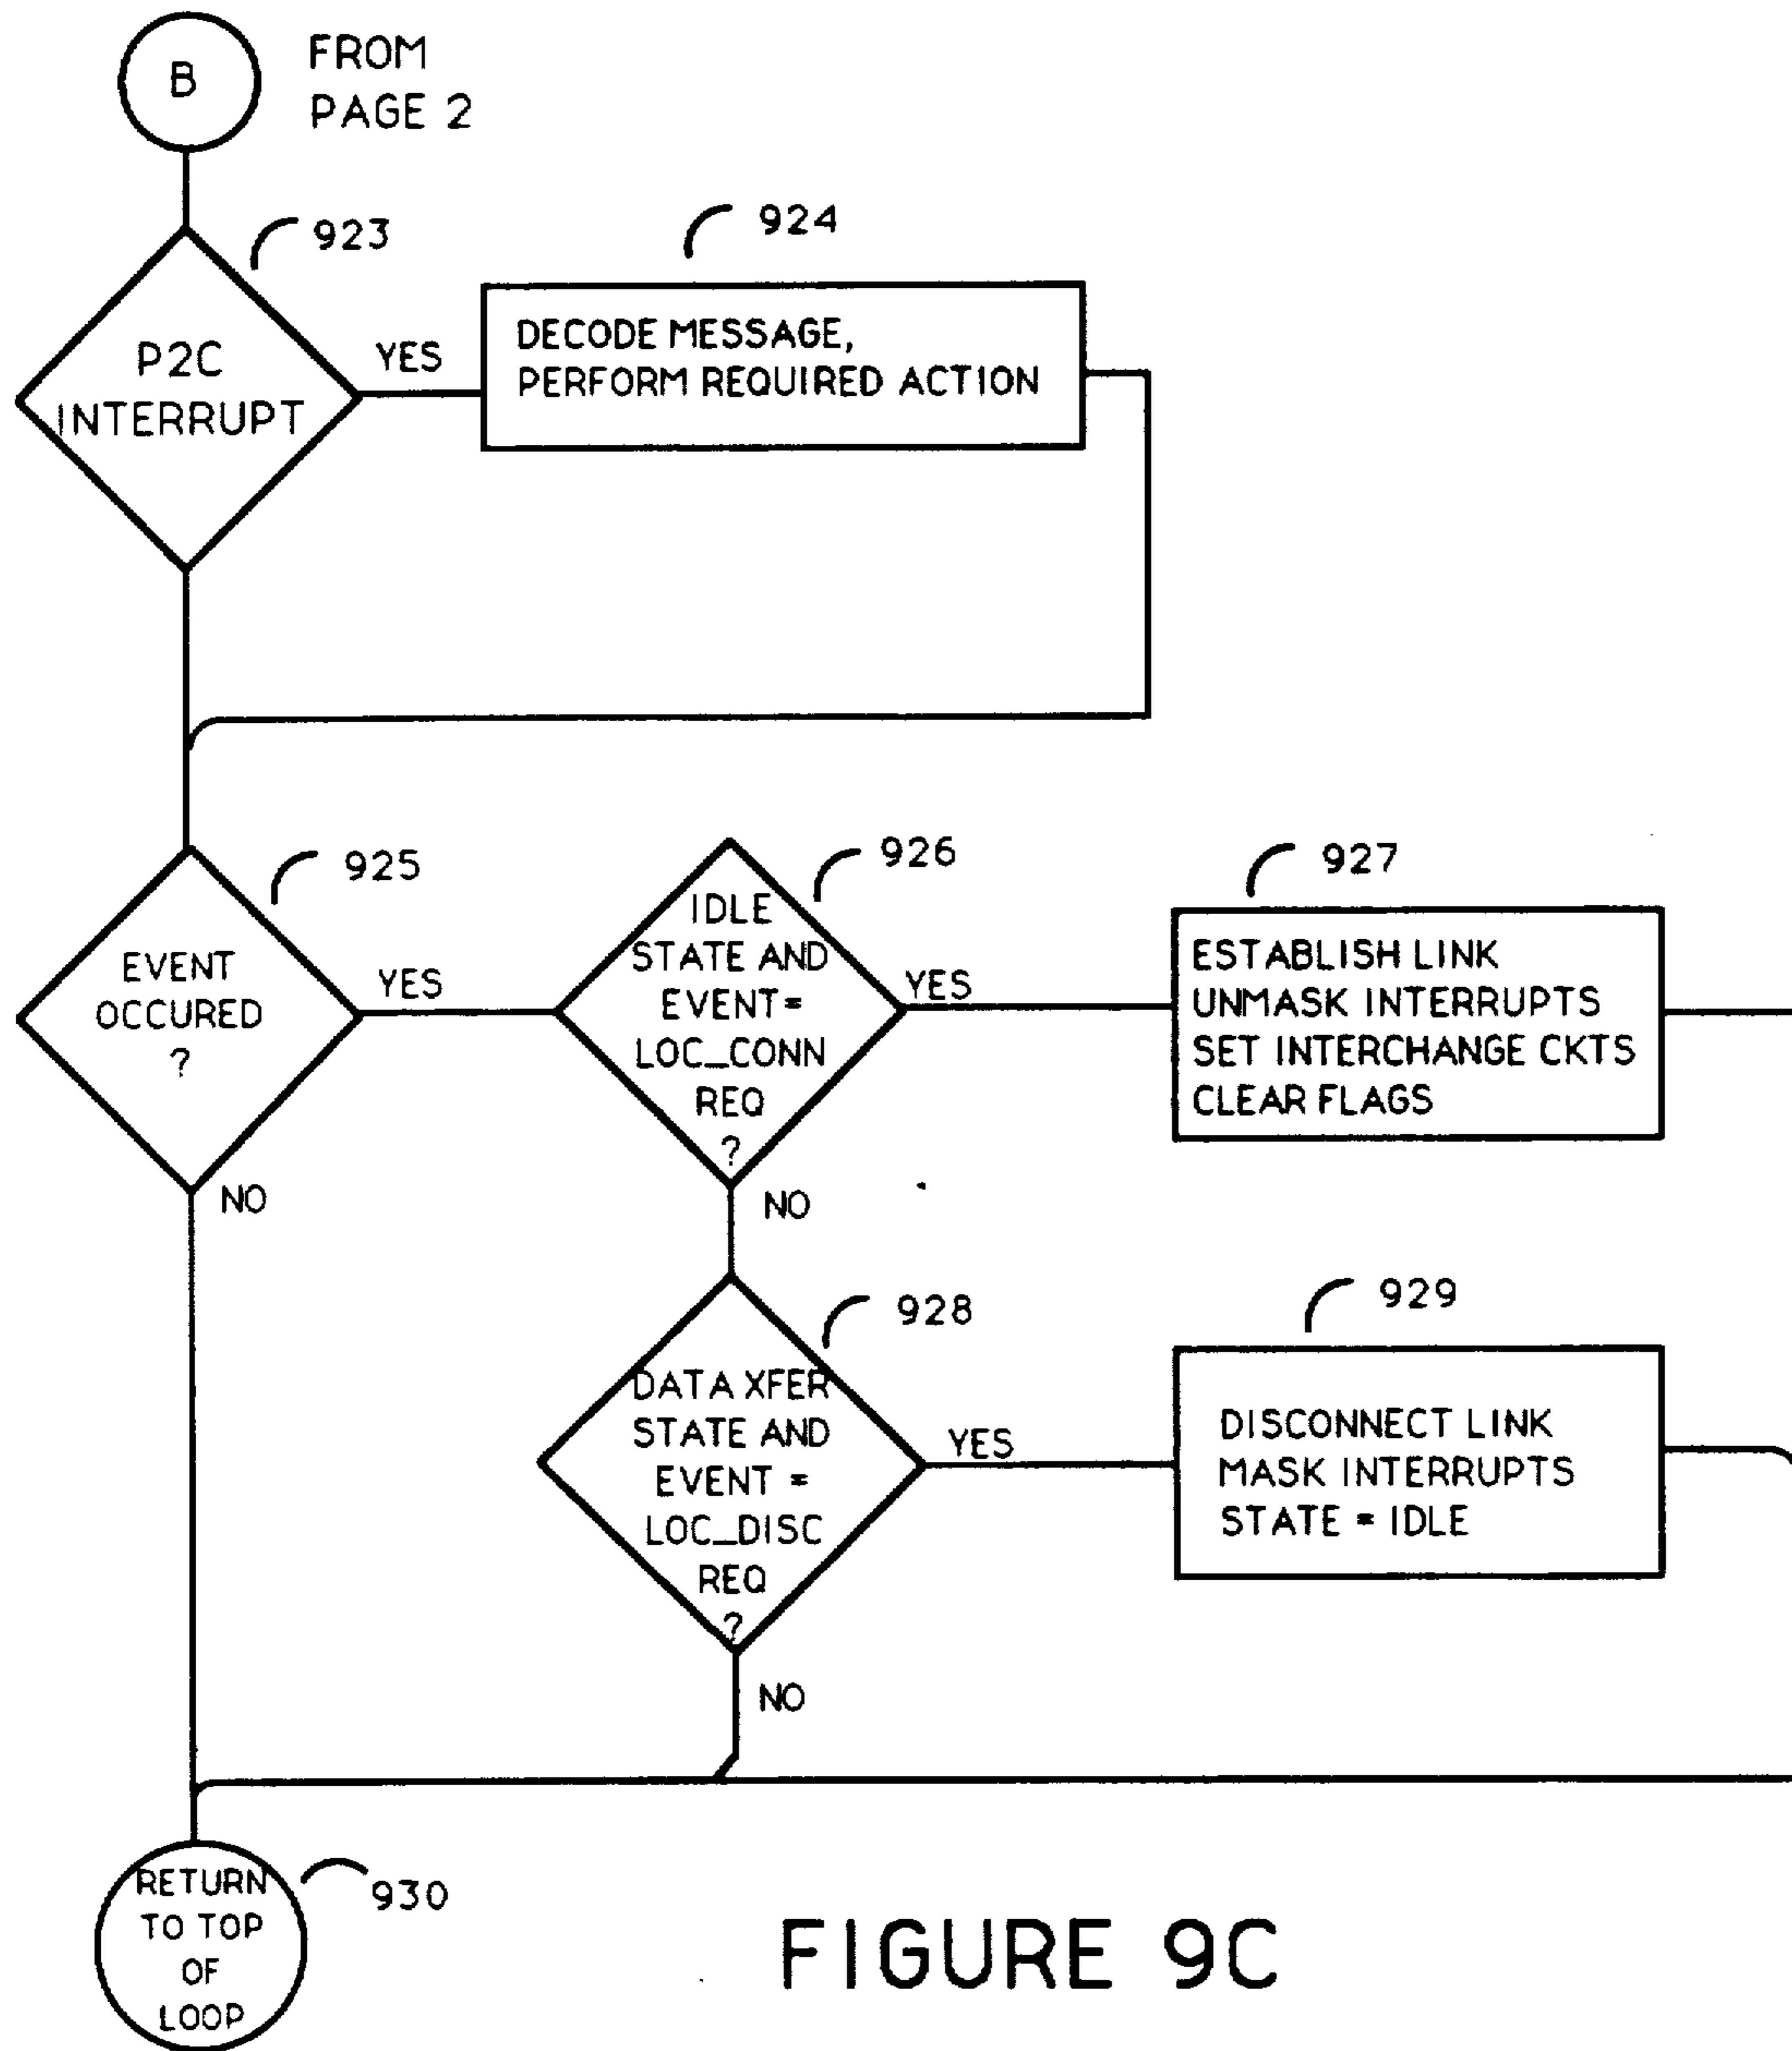 B
FROM
PAGE 2
923
924
P2C
INTERRUPT
YES
DECODE MESSAGE,
PERFORM REQUIRED ACTION
925
926
927
EVENT
OCCURED
?
YES
NO
IDLE
STATE AND
EVENT=
LOC_CONN
REQ
?
YES
NO
ESTABLISH LINK
UNMASK INTERRUPTS
SET INTERCHANGE CKTS
CLEAR FLAGS
928
929
DATA XFER
STATE AND
EVENT =
LOC_DISC
REQ
?
YES
NO
DISCONNECT LINK
MASK INTERRUPTS
STATE = IDLE
RETURN
TO TOP
OF
LOOP
930
FIGURE 9C